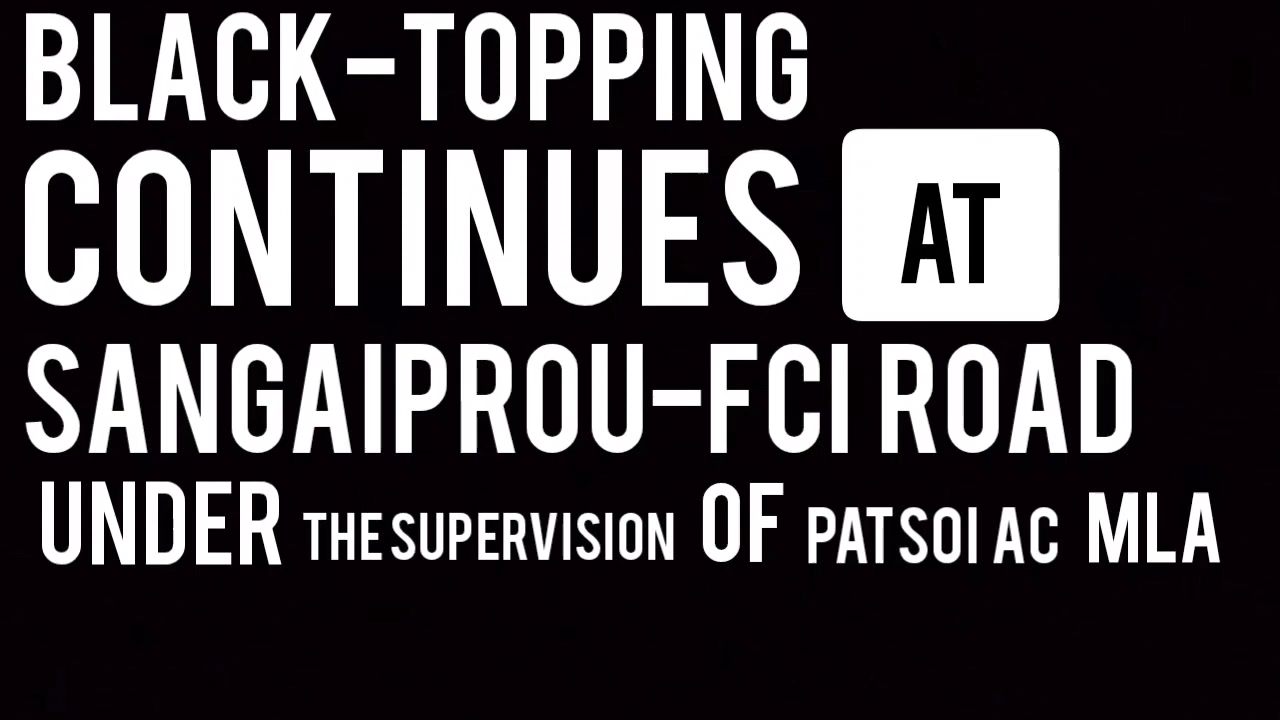 BLACK-TOPPING
CONTINUES AT
SANGAIPROU-FCI ROAD
UNDER THE SUPERVISION OF PATSOI AC MLA